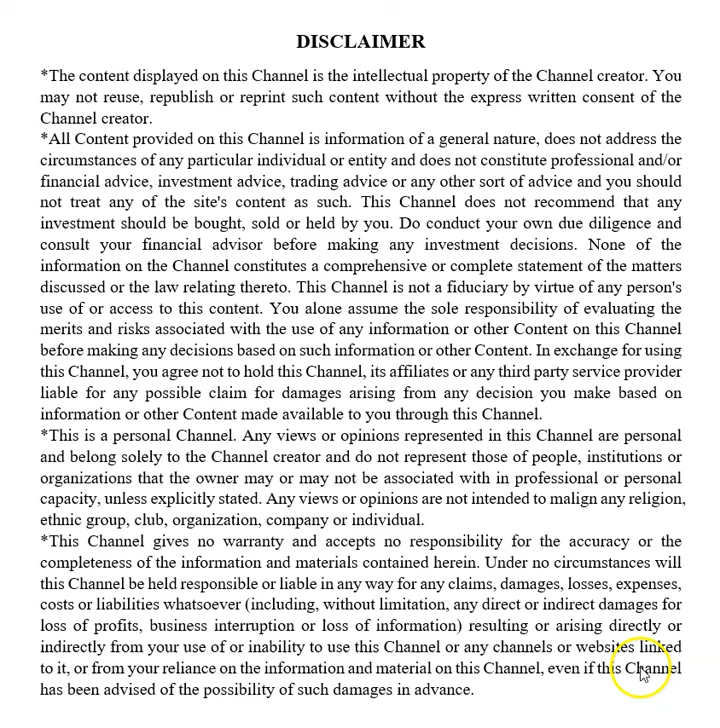 DISCLAIMER
*The content displayed on this Channel is the intellectual property of the Channel creator. You
may not reuse, republish or reprint such content without the express written consent of the
Channel creator.
*All Content provided on this Channel is information of a general nature, does not address the
circumstances of any particular individual or entity and does not constitute professional and/or
financial advice, investment advice, trading advice or any other sort of advice and you should
not treat any of the site's content as such. This Channel does not recommend that any
investment should be bought, sold or held by you. Do conduct your own due diligence and
consult your financial advisor before making any investment decisions. None of the
information on the Channel constitutes a comprehensive or complete statement of the matters
discussed or the law relating thereto. This Channel is not a fiduciary by virtue of any person's
use of or access to this content. You alone assume the sole responsibility of evaluating the
merits and risks associated with the use of any information or other Content on this Channel
before making any decisions based on such information or other Content. In exchange for using
this Channel, you agree not to hold this Channel, its affiliates or any third party service provider
liable for any possible claim for damages arising from any decision you make based on
information or other Content made available to you through this Channel.
*This is a personal Channel. Any views or opinions represented in this Channel are personal
and belong solely to the Channel creator and do not represent those of people, institutions or
organizations that the owner may or may not be associated with in professional or personal
capacity, unless explicitly stated. Any views or opinions are not intended to malign any religion,
ethnic group, club, organization, company or individual.
*This Channel gives no warranty and accepts no responsibility for the accuracy or the
completeness of the information and materials contained herein. Under no circumstances will
this Channel be held responsible or liable in any way for any claims, damages, losses, expenses,
costs or liabilities whatsoever (including, without limitation, any direct or indirect damages for
loss of profits, business interruption or loss of information) resulting or arising directly or
indirectly from your use of or inability to use this Channel or any channels or websites linked
to it, or from your reliance on the information and material on this Channel, even if this Channel
has been advised of the possibility of such damages in advance.